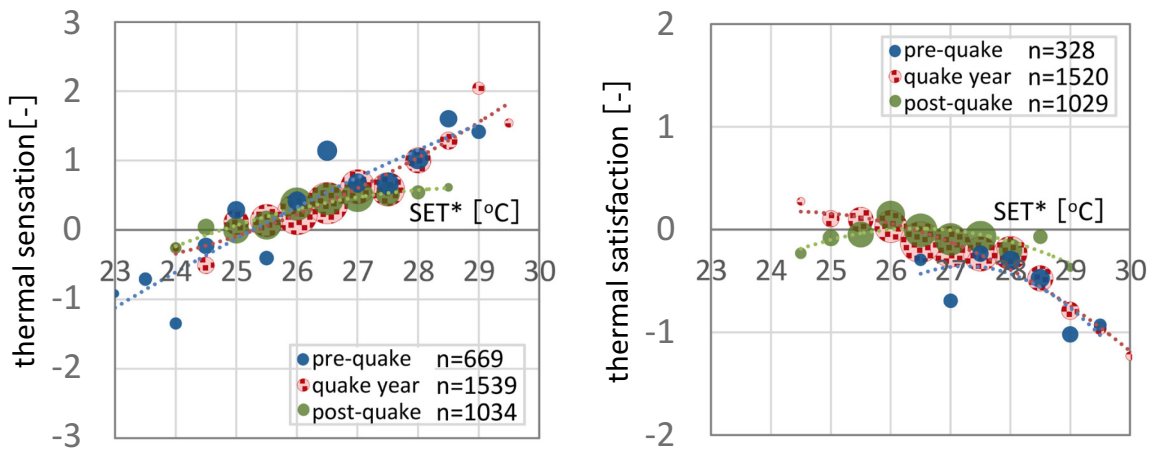 thermal sensation [-]
3
2
1
0
-1
-2
-3
23 24 25 26 27 28 29 30
SET* [°C]
pre-quake n=669
quake year n=1539
post-quake n=1034
thermal satisfaction [-]
2
1
0
-1
-2
23 24 25 26 27 28 29 30
SET* [°C]
pre-quake n=328
quake year n=1520
post-quake n=1029